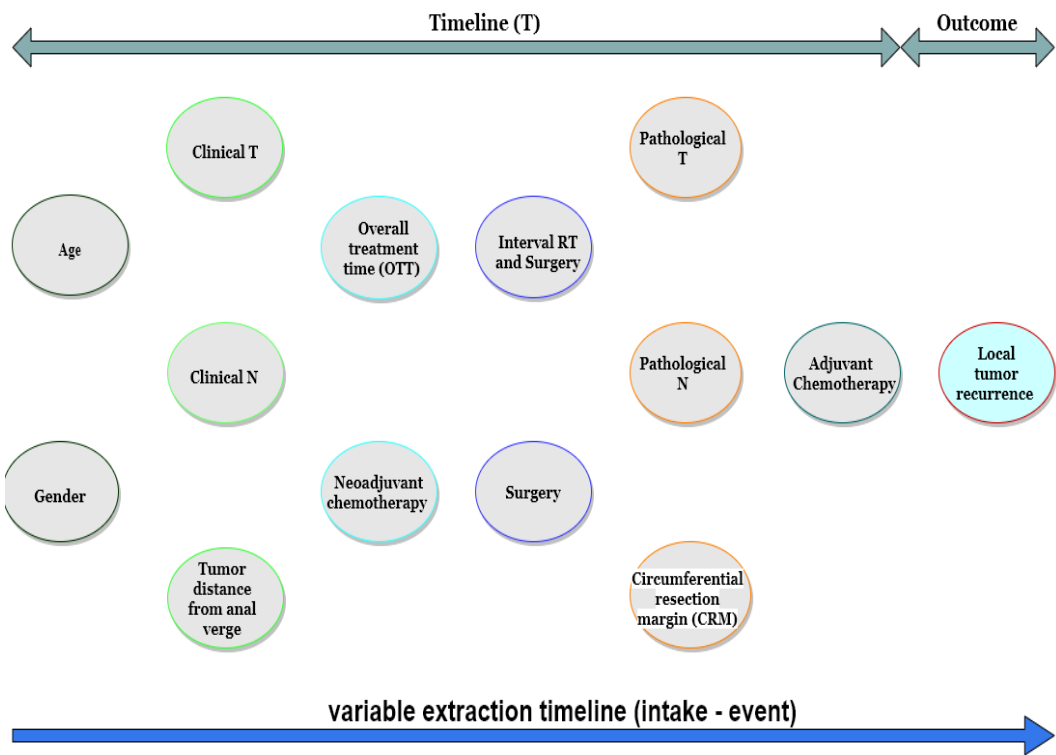 Timeline (T)
Outcome
Clinical T
Pathological
T
Age
Overall
treatment
time (OTT)
Interval RT
and Surgery
Clinical N
Pathological
N
Adjuvant
Chemotherapy
Local
tumor
recurrence
Gender
Neoadjuvant
chemotherapy
Surgery
Tumor
distance
from anal
verge
Circumferential
resection
margin (CRM)
variable extraction timeline (intake - event)